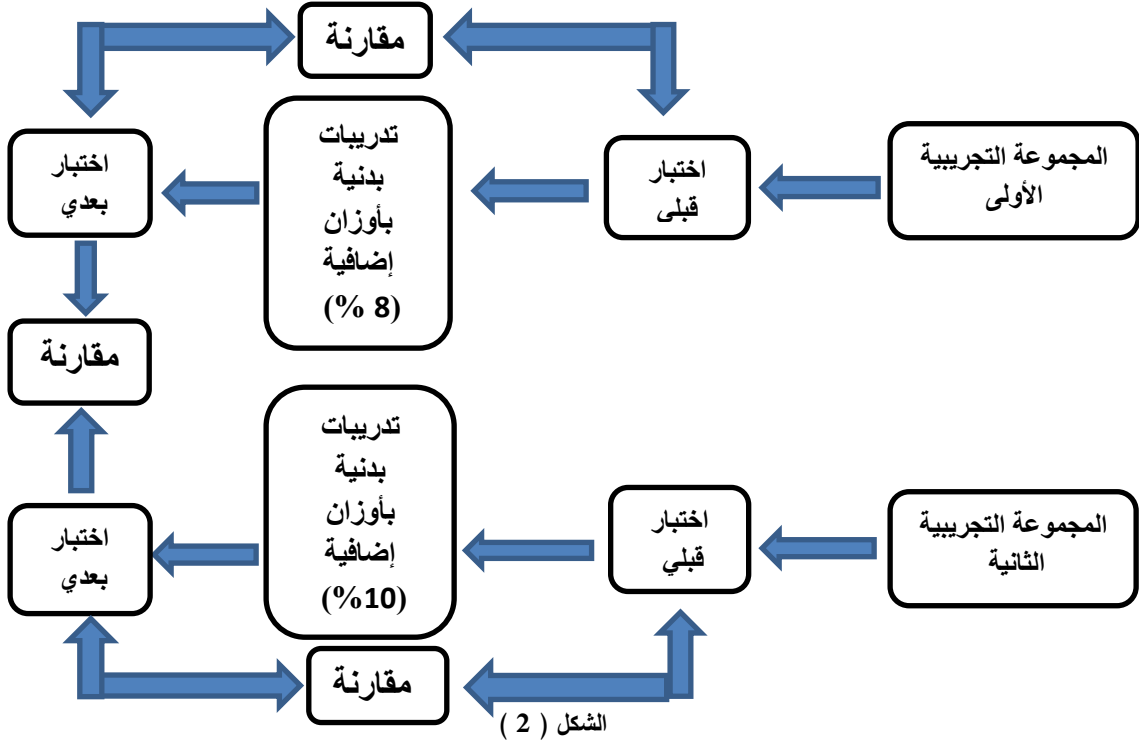 مقارنة
المجموعة التجريبية
الأولى
اختبار
قبلي
تدريبات
بدنية
بأوزان
إضافية
(8 %)
اختبار
بعدي
مقارنة
المجموعة التجريبية
الثانية
اختبار
قبلي
تدريبات
بدنية
بأوزان
إضافية
(10%)
اختبار
بعدي
مقارنة
الشكل ( 2 )